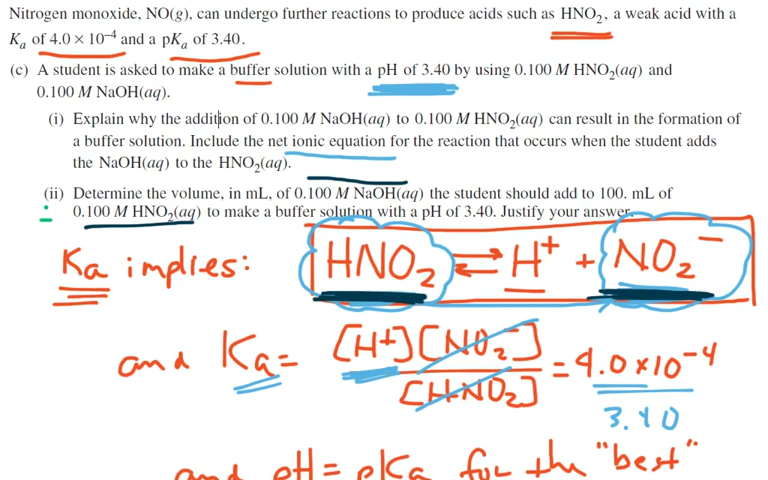 Nitrogen monoxide, NO(g), can undergo further reactions to produce acids such as HNO₂, a weak acid with a
Kₐ of 4.0 × 10⁻⁴ and a pKₐ of 3.40.
(c) A student is asked to make a buffer solution with a pH of 3.40 by using 0.100 M HNO₂(aq) and
0.100 M NaOH(aq).
(i) Explain why the addition of 0.100 M NaOH(aq) to 0.100 M HNO₂(aq) can result in the formation of
a buffer solution. Include the net ionic equation for the reaction that occurs when the student adds
the NaOH(aq) to the HNO₂(aq).
(ii) Determine the volume, in mL, of 0.100 M NaOH(aq) the student should add to 100. mL of
0.100 M HNO₂(aq) to make a buffer solution with a pH of 3.40. Justify your answer.
Ka implies: HNO₂ ⇌ H⁺ + NO₂⁻
and Ka = [H⁺][NO₂⁻] / [HNO₂] = 4.0 x 10⁻⁴
3.40
and pH = pKa for the "best"